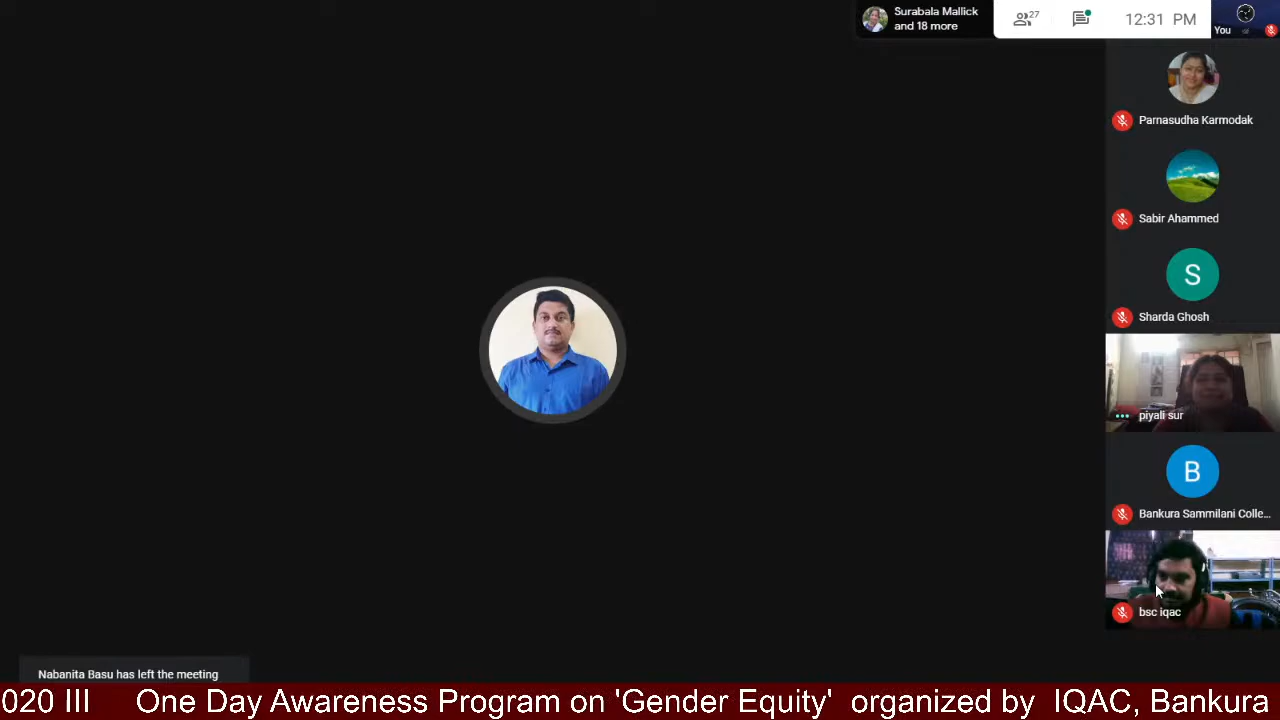 Surabala Mallick
and 18 more
27
12:31 PM
You
Parnasudha Karmodak
Sabir Ahammed
S
Sharda Ghosh
piyali sur
B
Bankura Sammilani Colle...
bsc iqac
Nabanita Basu has left the meeting
020 III One Day Awareness Program on 'Gender Equity' organized by IQAC, Bankura